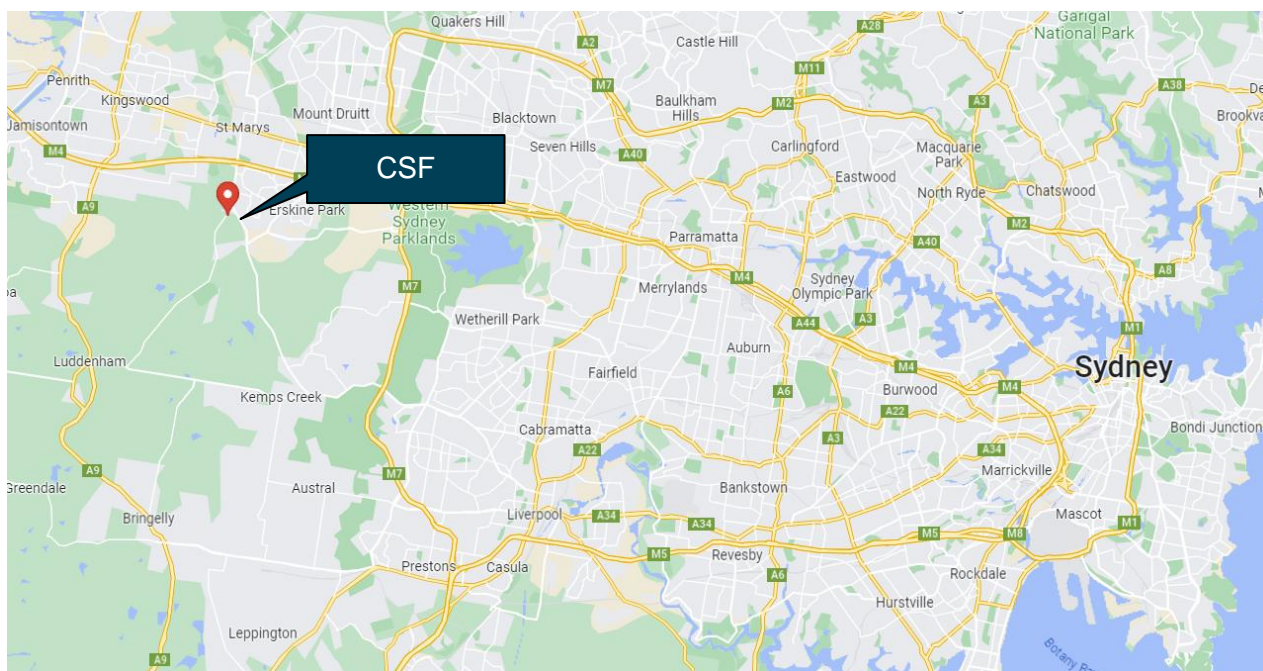 Quakers Hill
A28
Garigal
National Park
A2
Castle Hill
M11
Penrith
M7
A38
De
Kingswood
Mount Druitt
Baulkham
Hills
M2
A3
Brookva
Jamisontown
St Marys
Blacktown
M4
Seven Hills
A40
Carlingford
Macquarie
Park
CSF
Eastwood
North Ryde
Chatswood
A9
Erskine Park
Western
Sydney
Parklands
M2
Parramatta
A40
M4
Sydney
Olympic Park
A8
M7
Merrylands
Wetherill Park
A44
A3
M1
Luddenham
Auburn
M4
Sydney
Fairfield
A6
Burwood
M4
Kemps Creek
A22
Cabramatta
A3
Bondi Junction
A22
A34
A9
M7
Marrickville
Greendale
Austral
Bankstown
Bringelly
Liverpool
A34
A34
Mascot
M1
M5
M5
Revesby
M8
Prestons
Casula
A6
Rockdale
Hurstville
Leppington
A9
Botany Ba